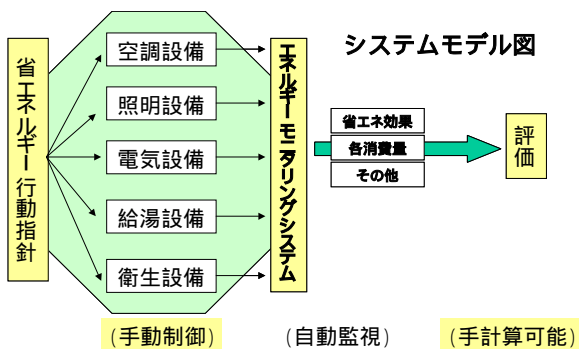 システムモデル図
省エネルギー行動指針
空調設備
照明設備
電気設備
給湯設備
衛生設備
エネルギーモニタリングシステム
省エネ効果
各消費量
その他
評価
(手動制御)
(自動監視)
(手計算可能)